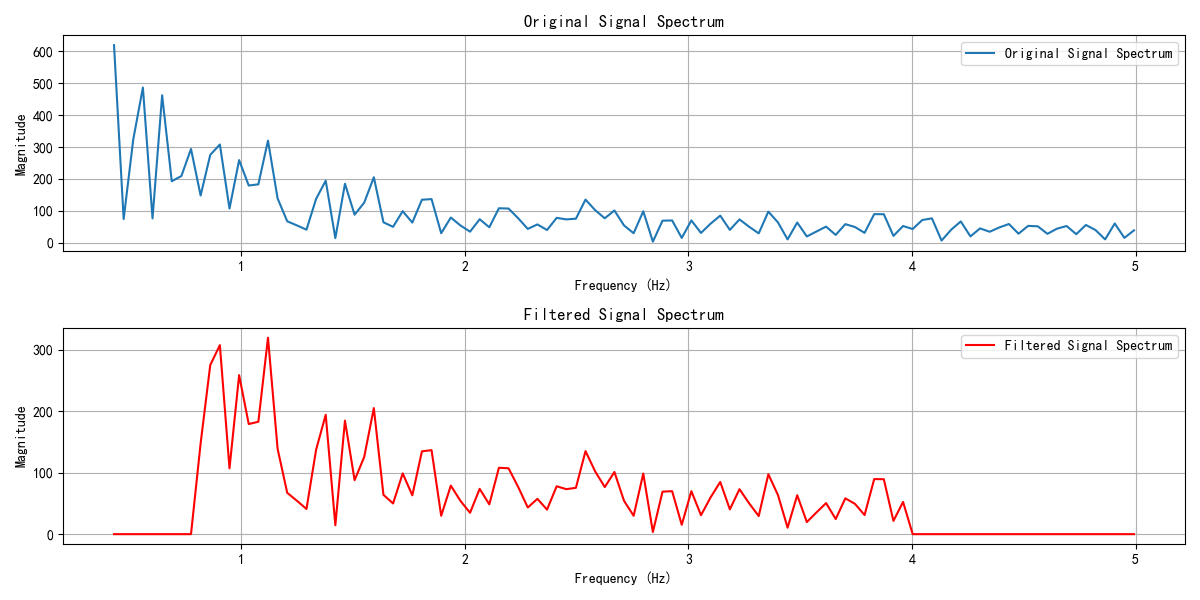 Original Signal Spectrum
Original Signal Spectrum
Magnitude
600
500
400
300
200
100
0
1 2 3 4 5
Frequency (Hz)
Filtered Signal Spectrum
Filtered Signal Spectrum
Magnitude
300
200
100
0
1 2 3 4 5
Frequency (Hz)